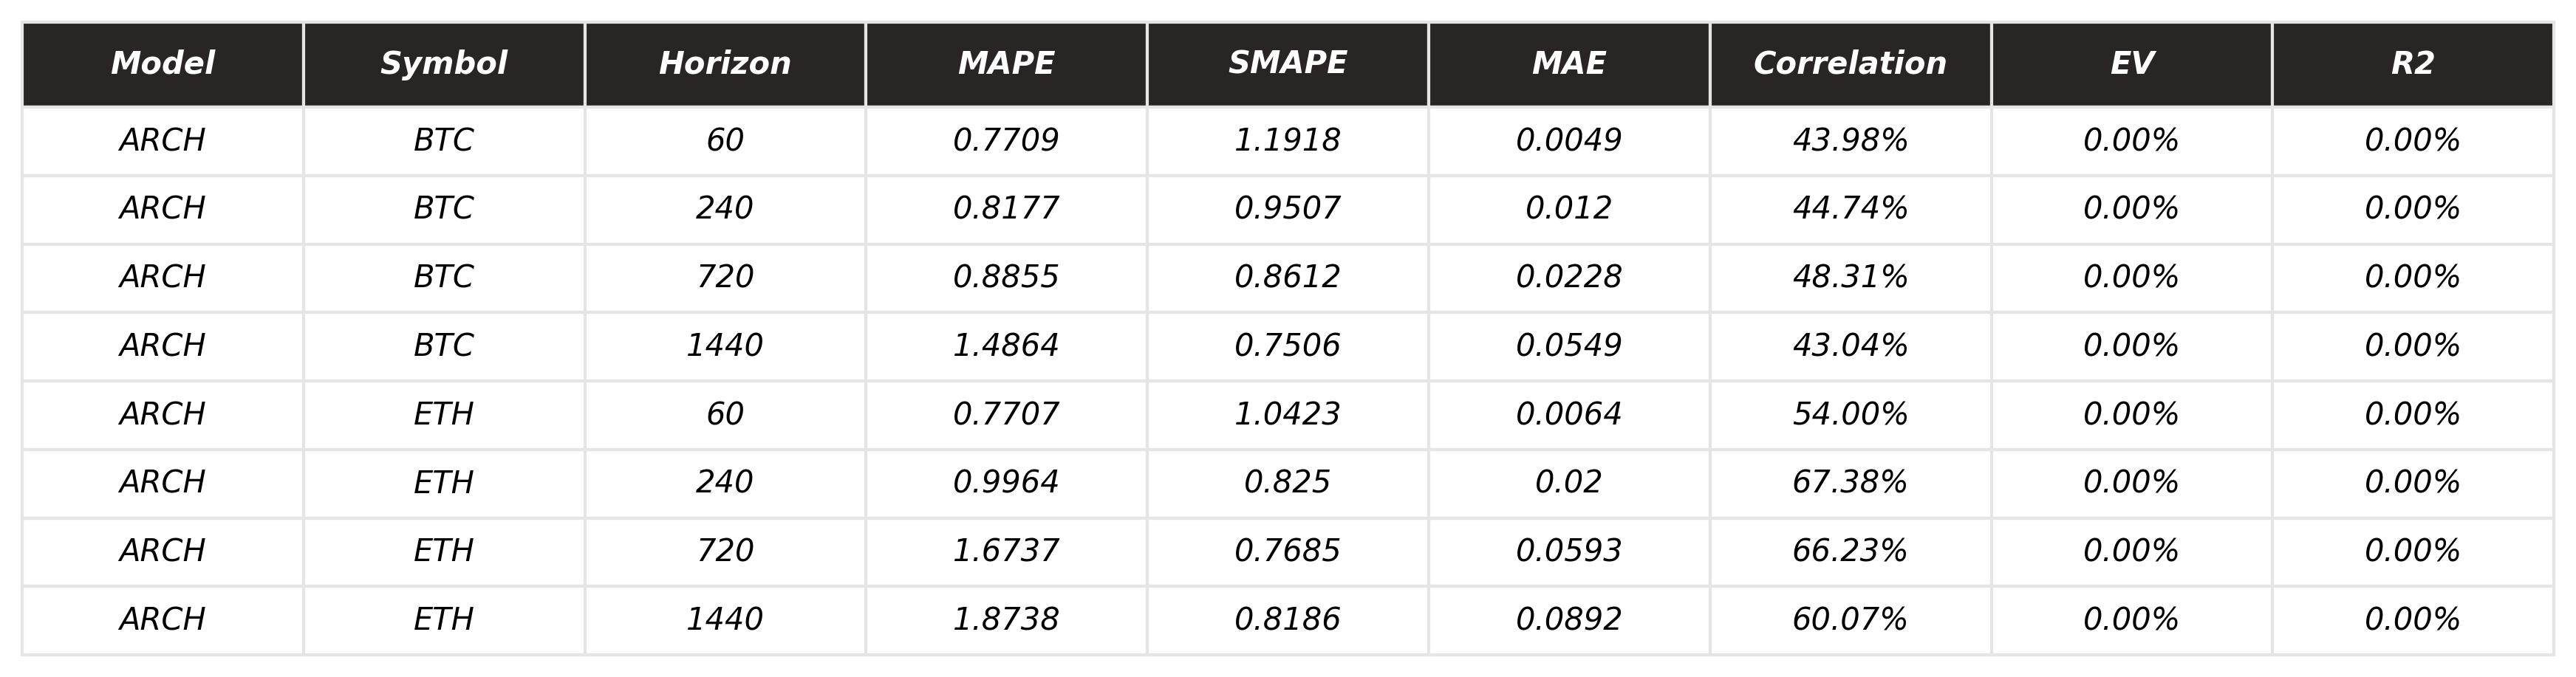 Model Symbol Horizon MAPE SMAPE MAE Correlation EV R2
ARCH BTC 60 0.7709 1.1918 0.0049 43.98% 0.00% 0.00%
ARCH BTC 240 0.8177 0.9507 0.012 44.74% 0.00% 0.00%
ARCH BTC 720 0.8855 0.8612 0.0228 48.31% 0.00% 0.00%
ARCH BTC 1440 1.4864 0.7506 0.0549 43.04% 0.00% 0.00%
ARCH ETH 60 0.7707 1.0423 0.0064 54.00% 0.00% 0.00%
ARCH ETH 240 0.9964 0.825 0.02 67.38% 0.00% 0.00%
ARCH ETH 720 1.6737 0.7685 0.0593 66.23% 0.00% 0.00%
ARCH ETH 1440 1.8738 0.8186 0.0892 60.07% 0.00% 0.00%